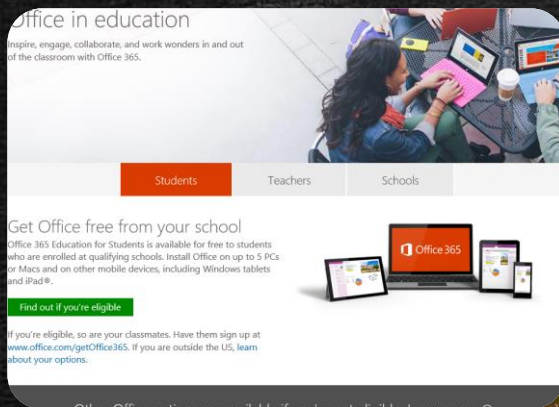 Office in education
Inspire, engage, collaborate, and work wonders in and out
of the classroom with Office 365.
Students Teachers Schools
Get Office free from your school
Office 365 Education for Students is available for free to students
who are enrolled at qualifying schools. Install Office on up to 5 PCs
or Macs and on other mobile devices, including Windows tablets
and iPad®.
Office 365
Find out if you're eligible
If you're eligible, so are your classmates. Have them sign up at
www.office.com/getOffice365. If you are outside the US, learn
about your options.